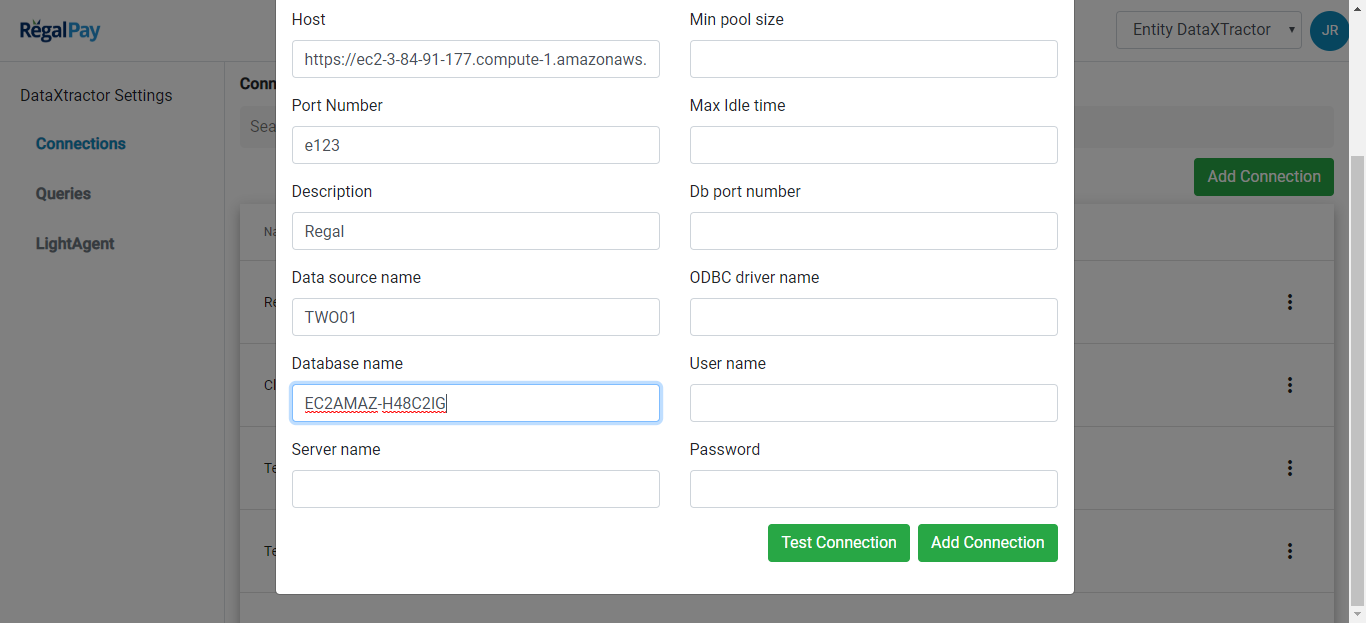 RegalPay
Entity DataXTractor
JR
DataXtractor Settings
Connections
Queries
LightAgent
Conn
Sea
Add Connection
Na
Re
Cl
Te
Te
Host
https://ec2-3-84-91-177.compute-1.amazonaws.
Port Number
e123
Description
Regal
Data source name
TWO01
Database name
EC2AMAZ-H48C2IG
Server name
Min pool size
Max Idle time
Db port number
ODBC driver name
User name
Password
Test Connection
Add Connection